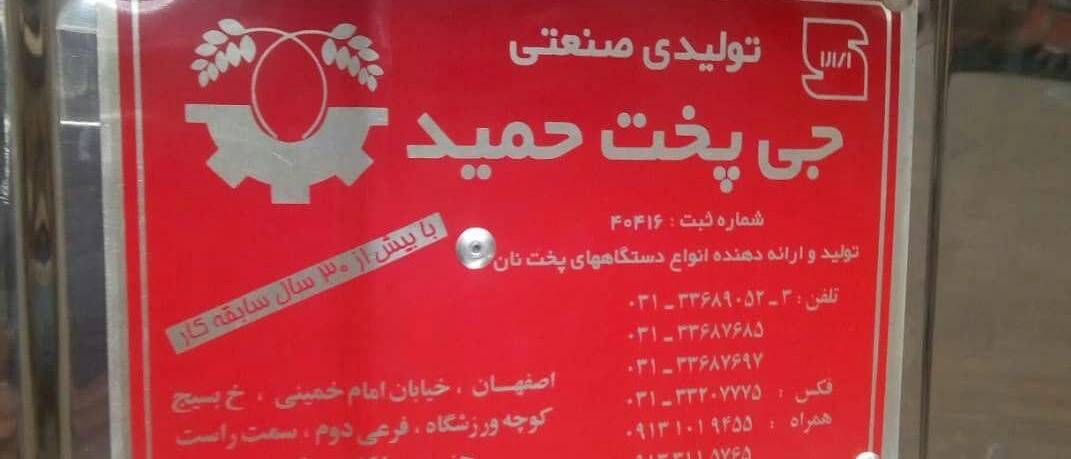 تولیدی صنعتی
جی پخت حمید
شماره ثبت : ۴۰۴۱۶
تولید و ارائه دهنده انواع دستگاههای پخت نان
با بیش از ۳۰ سال سابقه کار
تلفن : ۳ ـ ۳۳۶۸۹۰۵۲ ـ ۰۳۱
۰۳۱ ـ ۳۳۶۸۷۶۸۵
۰۳۱ ـ ۳۳۶۸۷۶۹۷
فکس : ۳۳۲۰۷۷۷۵ ـ ۰۳۱
همراه : ۰۹۱۳۱۰۱۹۴۵۵
اصفهـان ، خیابان امام خمینی ، خ بسیج
کوچه ورزشگاه ، فرعی دوم ، سمت راست